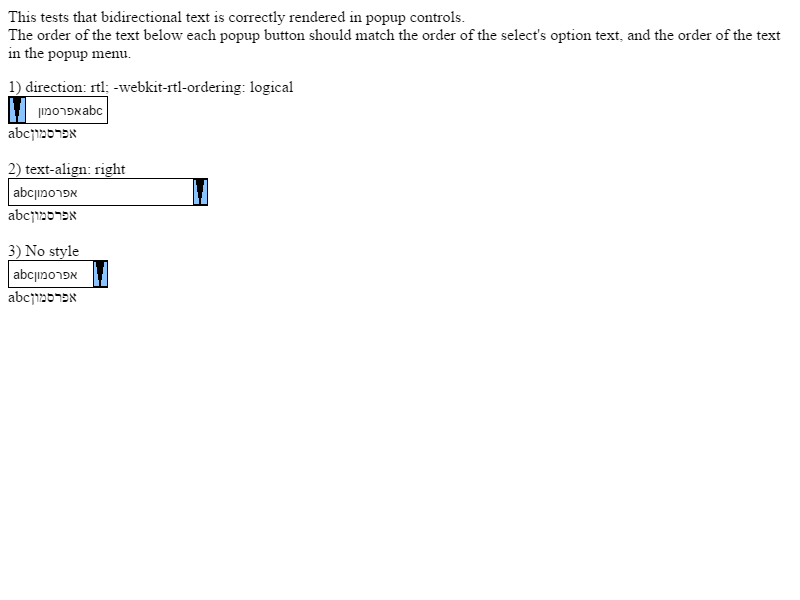 This tests that bidirectional text is correctly rendered in popup controls.
The order of the text below each popup button should match the order of the select's option text, and the order of the text
in the popup menu.
1) direction: rtl; -webkit-rtl-ordering: logical
abcאפרסמון
abcאפרסמון
2) text-align: right
abcאפרסמון
abcאפרסמון
3) No style
abcאפרסמון
abcאפרסמון